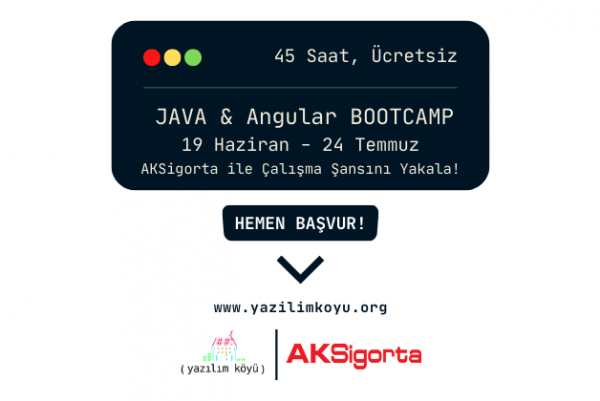 45 Saat, Ücretsiz
JAVA & Angular BOOTCAMP
19 Haziran - 24 Temmuz
AKSigorta ile Çalışma Şansını Yakala!
HEMEN BAŞVUR!
www.yazilimkoyu.org
/##\
(yazılım köyü)
AKSigorta